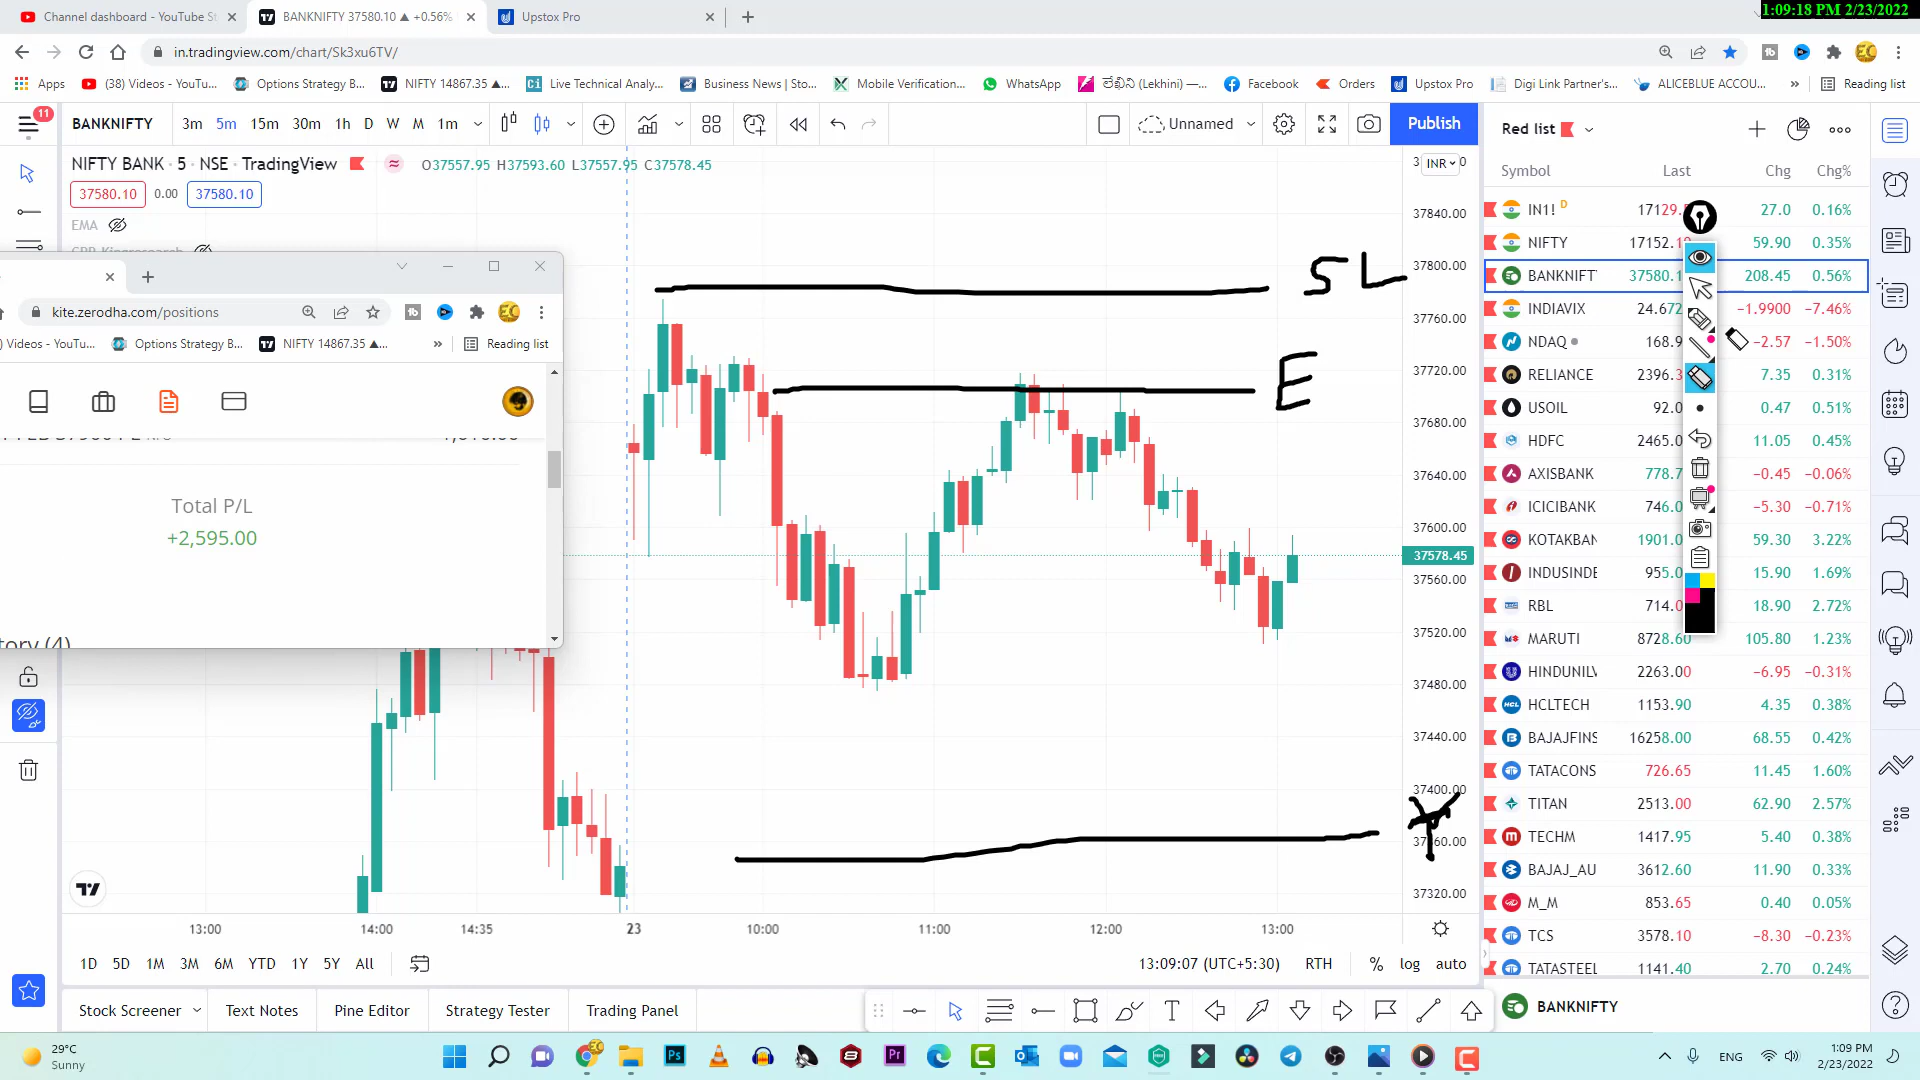 1:09:18 PM 2/23/2022
Channel dashboard - YouTube St
BANKNIFTY 37580.10 ▲ +0.56%
Upstox Pro
in.tradingview.com/chart/Sk3xu6TV/
Apps
(38) Videos - YouTu...
Options Strategy B...
NIFTY 14867.35 ▲...
Live Technical Analy...
Business News | Sto...
Mobile Verification...
WhatsApp
Facebook
Orders
Upstox Pro
Digi Link Partner's...
ALICEBLUE ACCOU...
»
Reading list
11
BANKNIFTY
3m 5m 15m 30m 1h D W M 1m
Unnamed
Publish
NIFTY BANK · 5 · NSE · TradingView
O37557.95 H37593.60 L37557.95 C37578.45
37580.10 0.00 37580.10
EMA
INR
kite.zerodha.com/positions
Videos - YouTu...
Options Strategy B...
NIFTY 14867.35 ▲...
»
Reading list
Total P/L
+2,595.00
tory (4)
SL
E
T
37840.00
37800.00
37760.00
37720.00
37680.00
37640.00
37600.00
37578.45
37560.00
37520.00
37480.00
37440.00
37400.00
37320.00
13:00 14:00 14:35 23 10:00 11:00 12:00 13:00
1D 5D 1M 3M 6M YTD 1Y 5Y All
13:09:07 (UTC+5:30) RTH % log auto
Stock Screener Text Notes Pine Editor Strategy Tester Trading Panel
Red list
Symbol Last Chg Chg%
IN1! D 17129. 27.0 0.16%
NIFTY 17152. 59.90 0.35%
BANKNIFT 37580.1 208.45 0.56%
INDIAVIX 24.672 −1.9900 −7.46%
NDAQ 168.9 −2.57 −1.50%
RELIANCE 2396.3 7.35 0.31%
USOIL 92.0 0.47 0.51%
HDFC 2465.0 11.05 0.45%
AXISBANK 778.7 −0.45 −0.06%
ICICIBANK 746.0 −5.30 −0.71%
KOTAKBAN 1901.0 59.30 3.22%
INDUSINDE 955.0 15.90 1.69%
RBL 714.0 18.90 2.72%
MARUTI 8728.60 105.80 1.23%
HINDUNILV 2263.00 −6.95 −0.31%
HCLTECH 1153.90 4.35 0.38%
BAJAJFINS 16258.00 68.55 0.42%
TATACONS 726.65 11.45 1.60%
TITAN 2513.00 62.90 2.57%
TECHM 1417.95 5.40 0.38%
BAJAJ_AU 3612.60 11.90 0.33%
M_M 853.65 0.40 0.05%
TCS 3578.10 −8.30 −0.23%
TATASTEEL 1141.40 2.70 0.24%
BANKNIFTY
29°C
Sunny
ENG
1:09 PM
2/23/2022